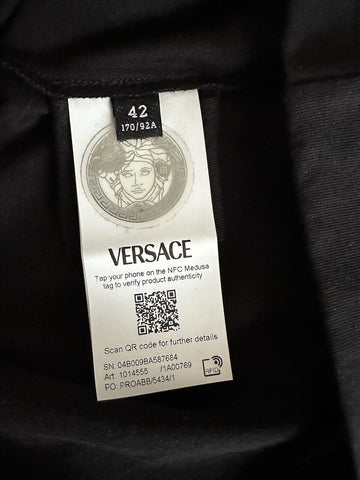 42
170/92A
VERSACE
Tap your phone on the NFC Medusa
tag to verify product authenticity
Scan QR code for further details
SN: 04B009BA587684
Art: 1014555 /1A00769
PO: PROABB/5434/1
RFID